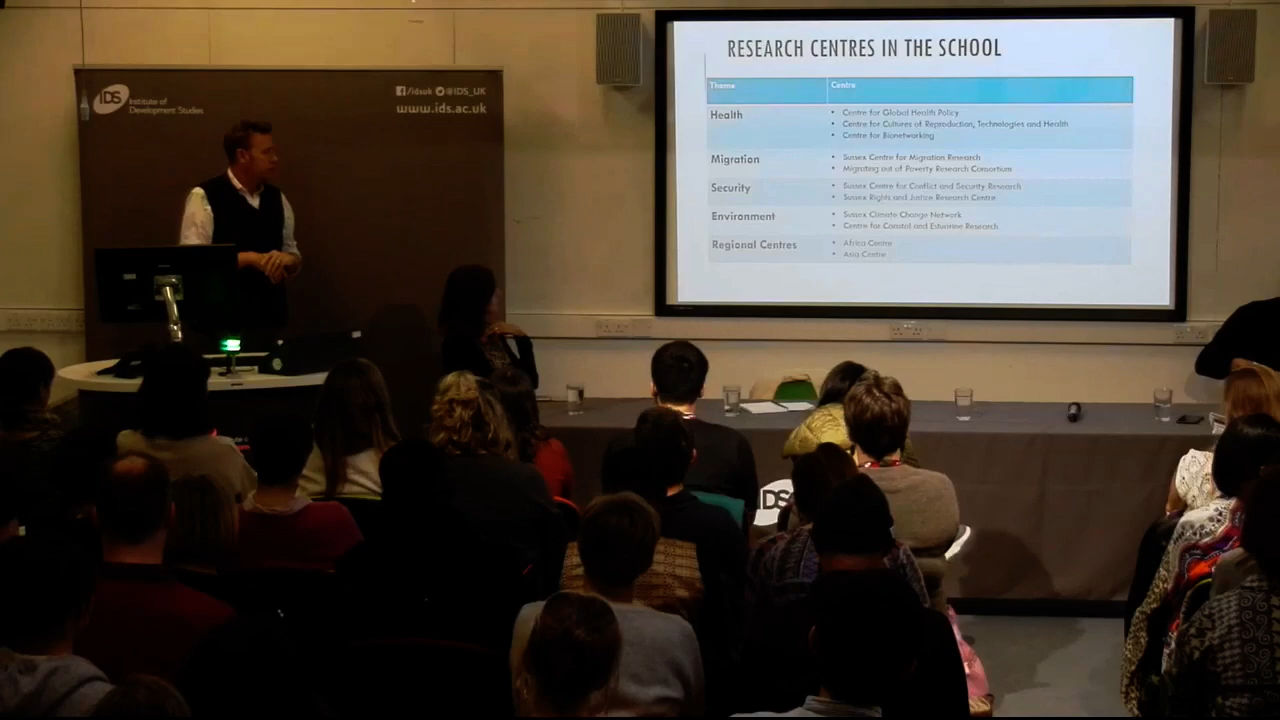 IDS
Institute of
Development Studies
/idsuk @IDS_UK
www.ids.ac.uk
RESEARCH CENTRES IN THE SCHOOL
Theme
Centre
Health
• Centre for Global Health Policy
• Centre for Cultures of Reproduction, Technologies and Health
• Centre for Bionetworking
Migration
• Sussex Centre for Migration Research
• Migrating out of Poverty Research Consortium
Security
• Sussex Centre for Conflict and Security Research
• Sussex Rights and Justice Research Centre
Environment
• Sussex Climate Change Network
• Centre for Coastal and Estuarine Research
Regional Centres
• Africa Centre
• Asia Centre
IDS